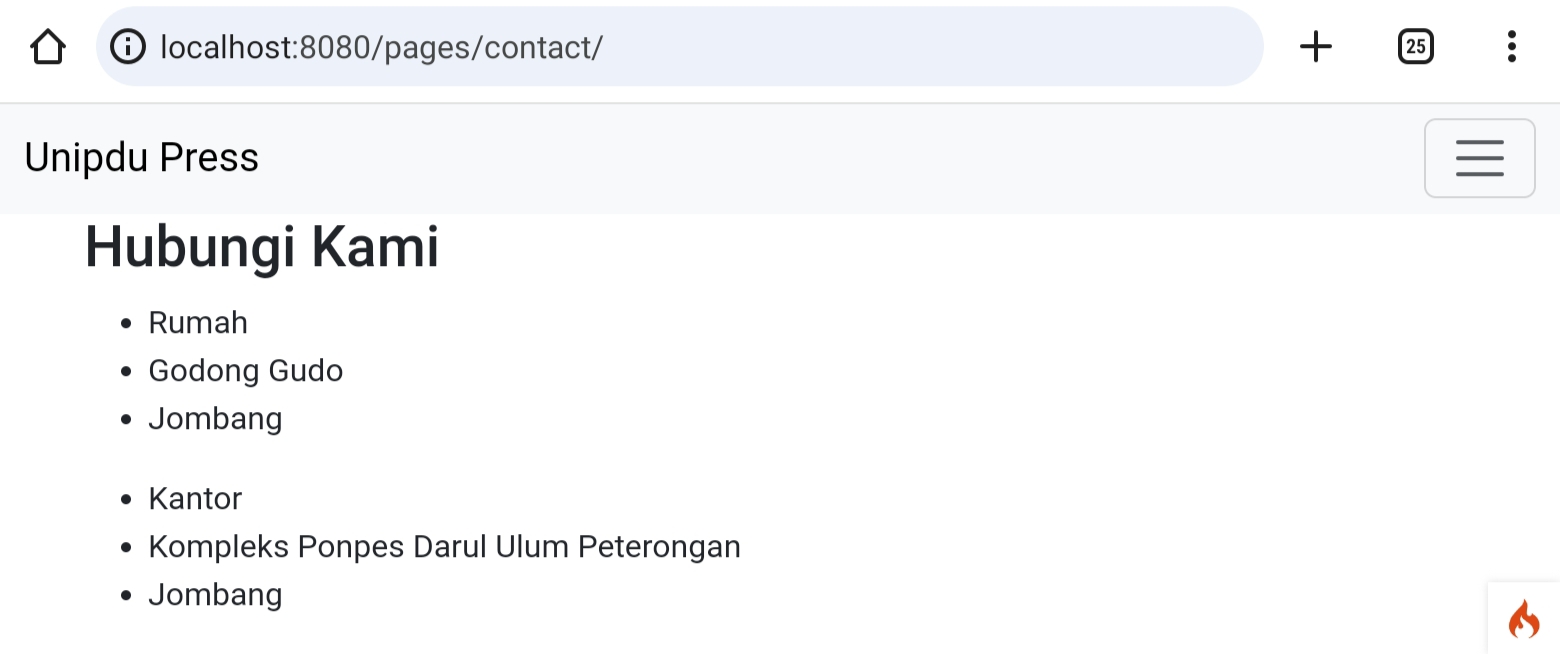 localhost:8080/pages/contact/
25
Unipdu Press
Hubungi Kami
Rumah
Godong Gudo
Jombang
Kantor
Kompleks Ponpes Darul Ulum Peterongan
Jombang